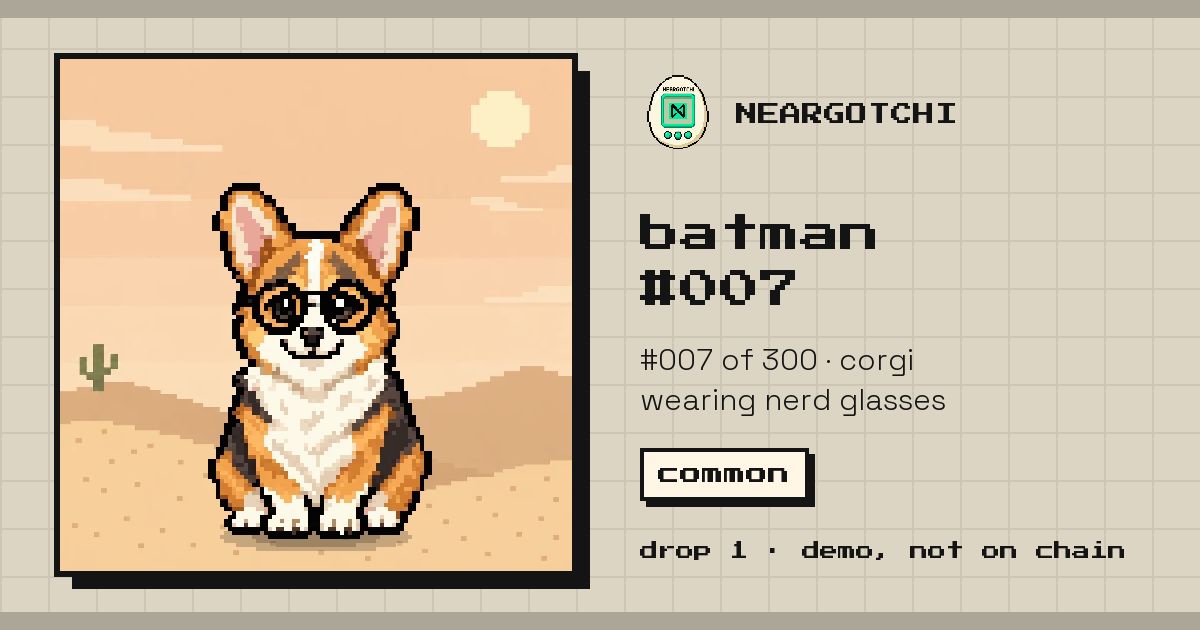 NEARGOTCHI
NEARGOTCHI
batman
#007
#007 of 300 · corgi
wearing nerd glasses
common
drop 1 · demo, not on chain